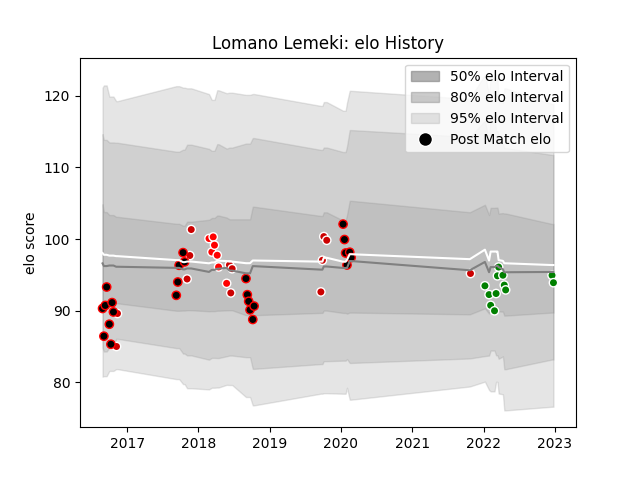 Lomano Lemeki: elo History
50% elo Interval
80% elo Interval
95% elo Interval
Post Match elo
elo score
120
110
100
90
80
2017 2018 2019 2020 2021 2022 2023